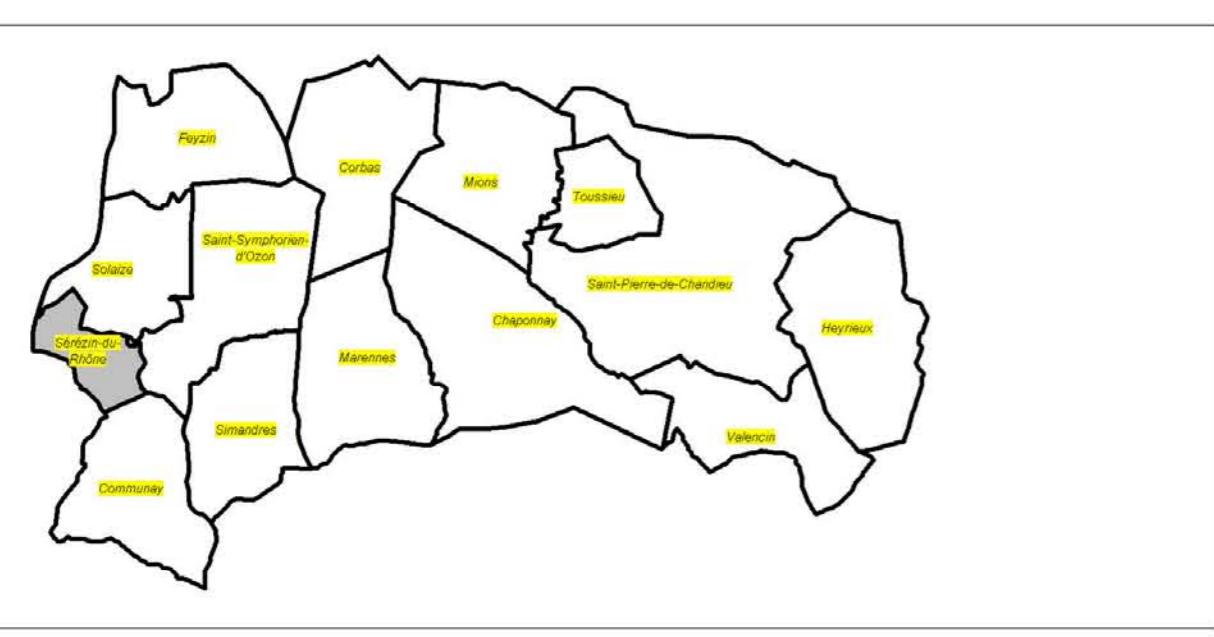 Feyzin
Corbas
Mions
Toussieu
Saint-Symphorien-
d'Ozon
Solaize
Saint-Pierre-de-Chandieu
Chaponnay
Heyrieux
Sérézin-du-
Rhône
Marennes
Simandres
Valencin
Communay